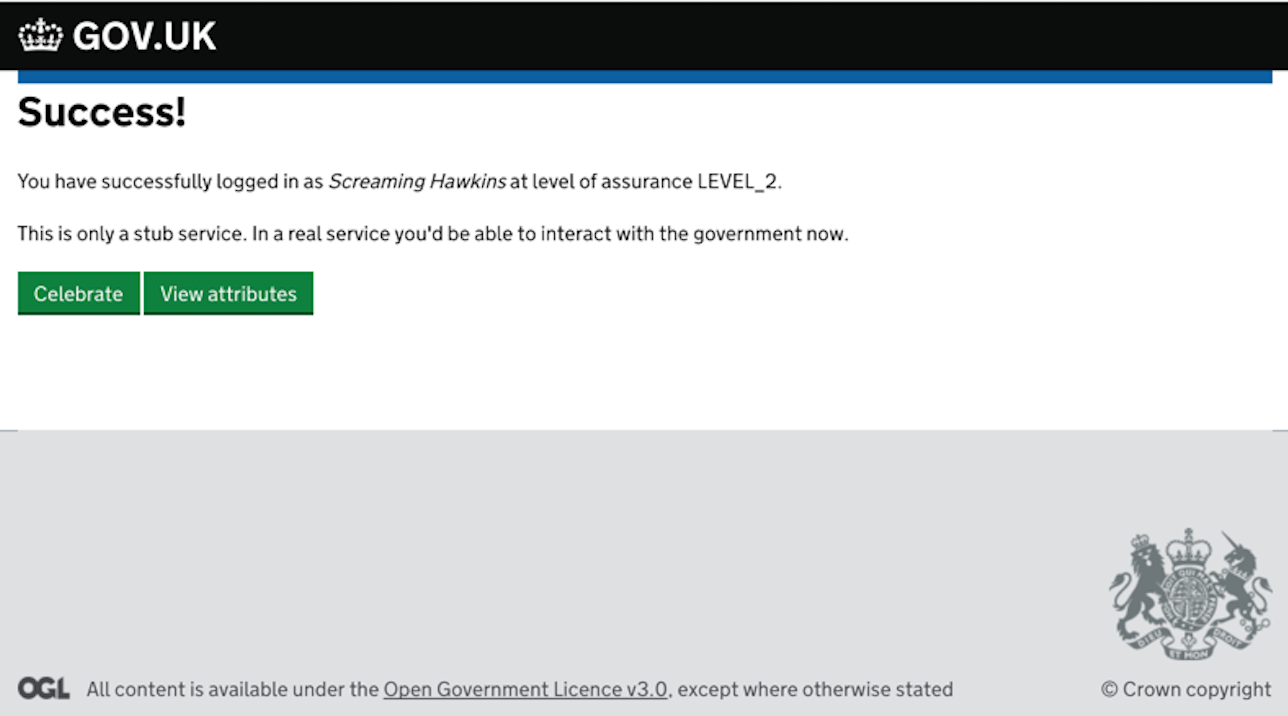 GOV.UK
Success!
You have successfully logged in as Screaming Hawkins at level of assurance LEVEL_2.
This is only a stub service. In a real service you'd be able to interact with the government now.
Celebrate View attributes
DIEU ET MON DROIT
OGL All content is available under the Open Government Licence v3.0, except where otherwise stated
© Crown copyright